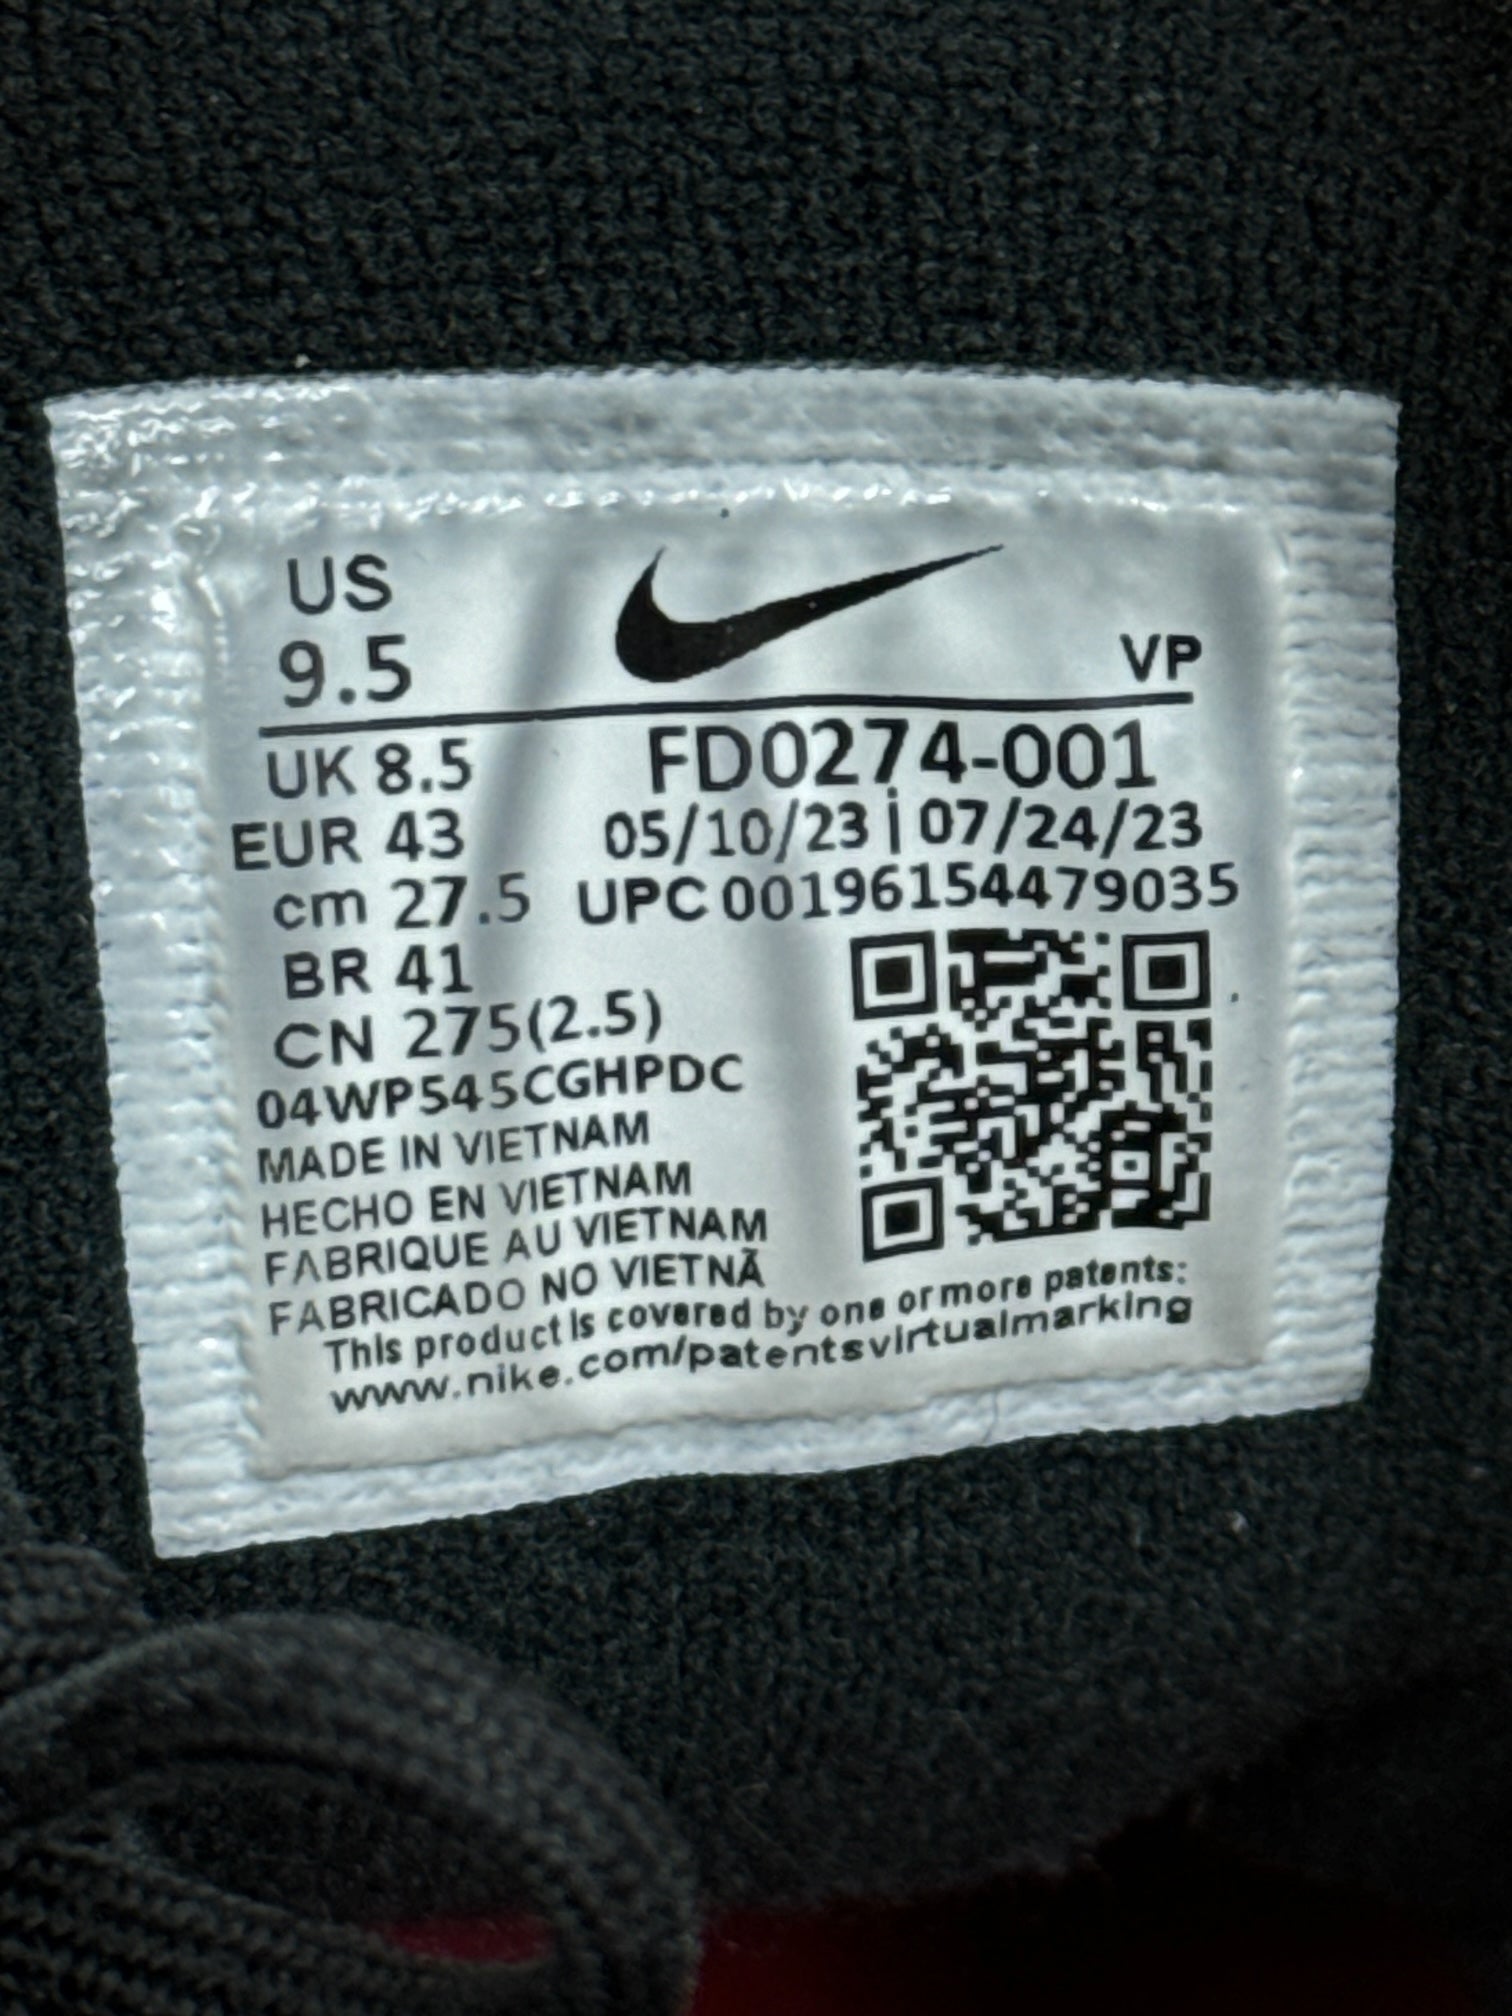 US
9.5
VP
UK 8.5
FD0274-001
EUR 43
05/10/23 | 07/24/23
cm 27.5
UPC 00196154479035
BR 41
CN 275(2.5)
04WP545CGHPDC
MADE IN VIETNAM
HECHO EN VIETNAM
FABRIQUE AU VIETNAM
FABRICADO NO VIETNÃ
This product is covered by one or more patents:
www.nike.com/patentsvirtualmarking